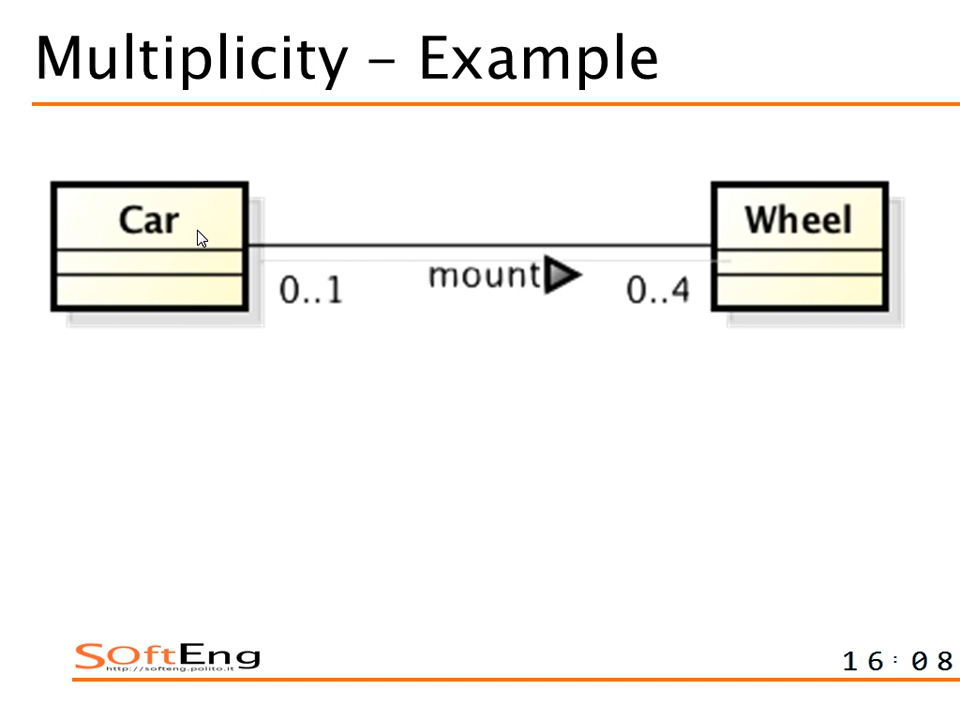 Multiplicity – Example
Car
Wheel
0..1
mount
0..4
SOftEng
http://softeng.polito.it
16:08